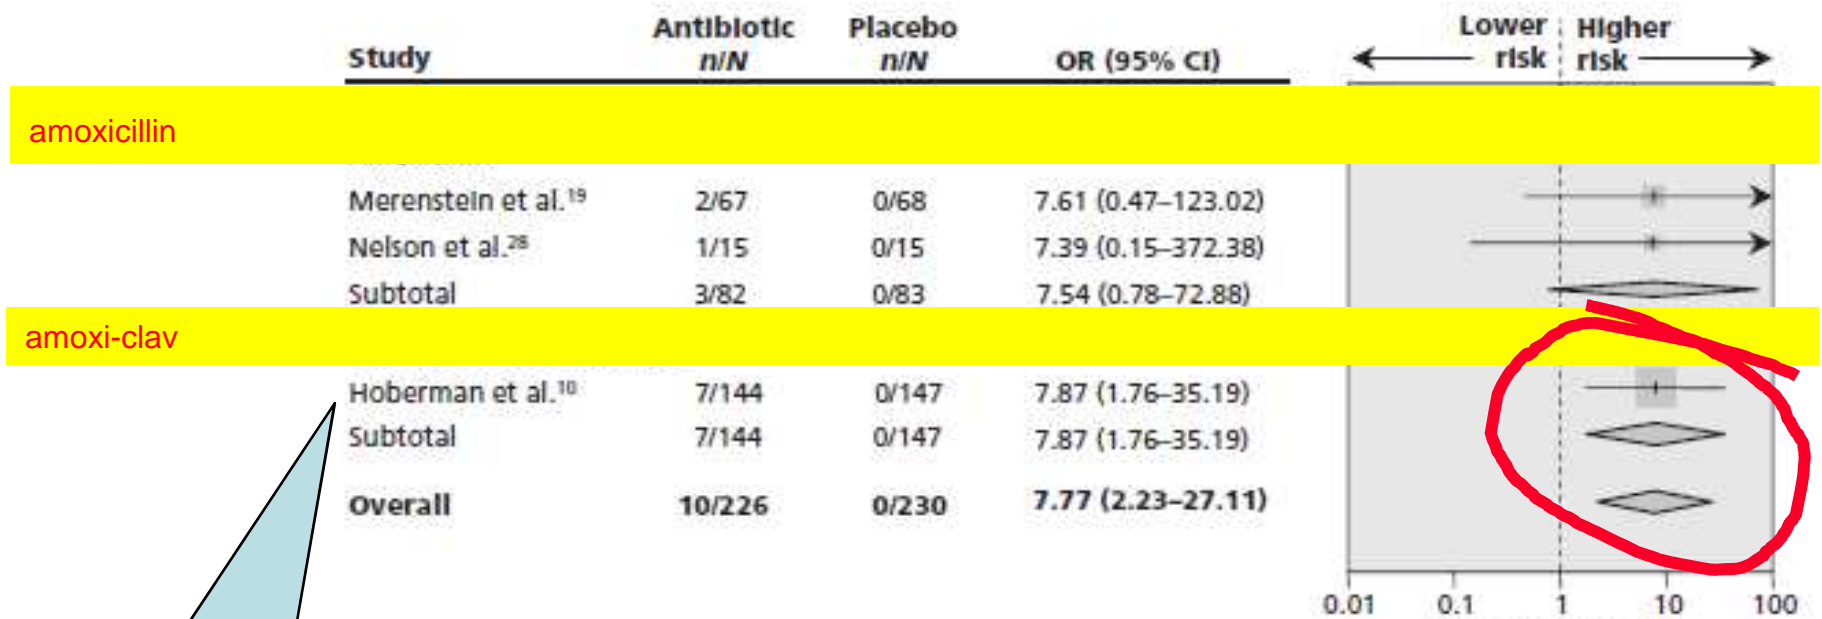 Antibiotic Placebo Lower Higher
Study n/N n/N OR (95% CI) risk risk
amoxicillin
Merenstein et al.19 2/67 0/68 7.61 (0.47–123.02)
Nelson et al.28 1/15 0/15 7.39 (0.15–372.38)
Subtotal 3/82 0/83 7.54 (0.78–72.88)
amoxi-clav
Hoberman et al.10 7/144 0/147 7.87 (1.76–35.19)
Subtotal 7/144 0/147 7.87 (1.76–35.19)
Overall 10/226 0/230 7.77 (2.23–27.11)
0.01 0.1 1 10 100